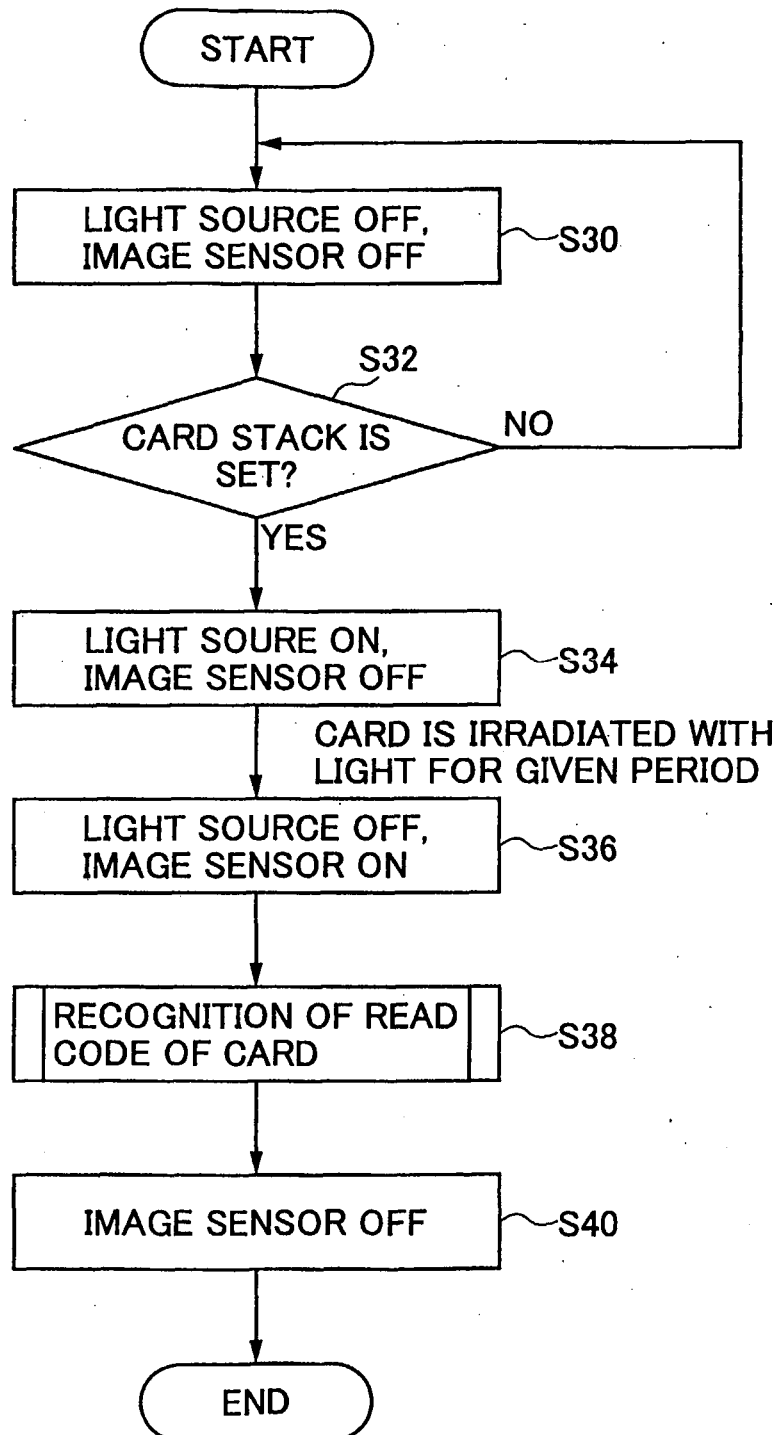 START
LIGHT SOURCE OFF,
IMAGE SENSOR OFF
S30
S32
CARD STACK IS
SET?
NO
YES
LIGHT SOURE ON,
IMAGE SENSOR OFF
S34
CARD IS IRRADIATED WITH
LIGHT FOR GIVEN PERIOD
LIGHT SOURCE OFF,
IMAGE SENSOR ON
S36
RECOGNITION OF READ
CODE OF CARD
S38
IMAGE SENSOR OFF
S40
END